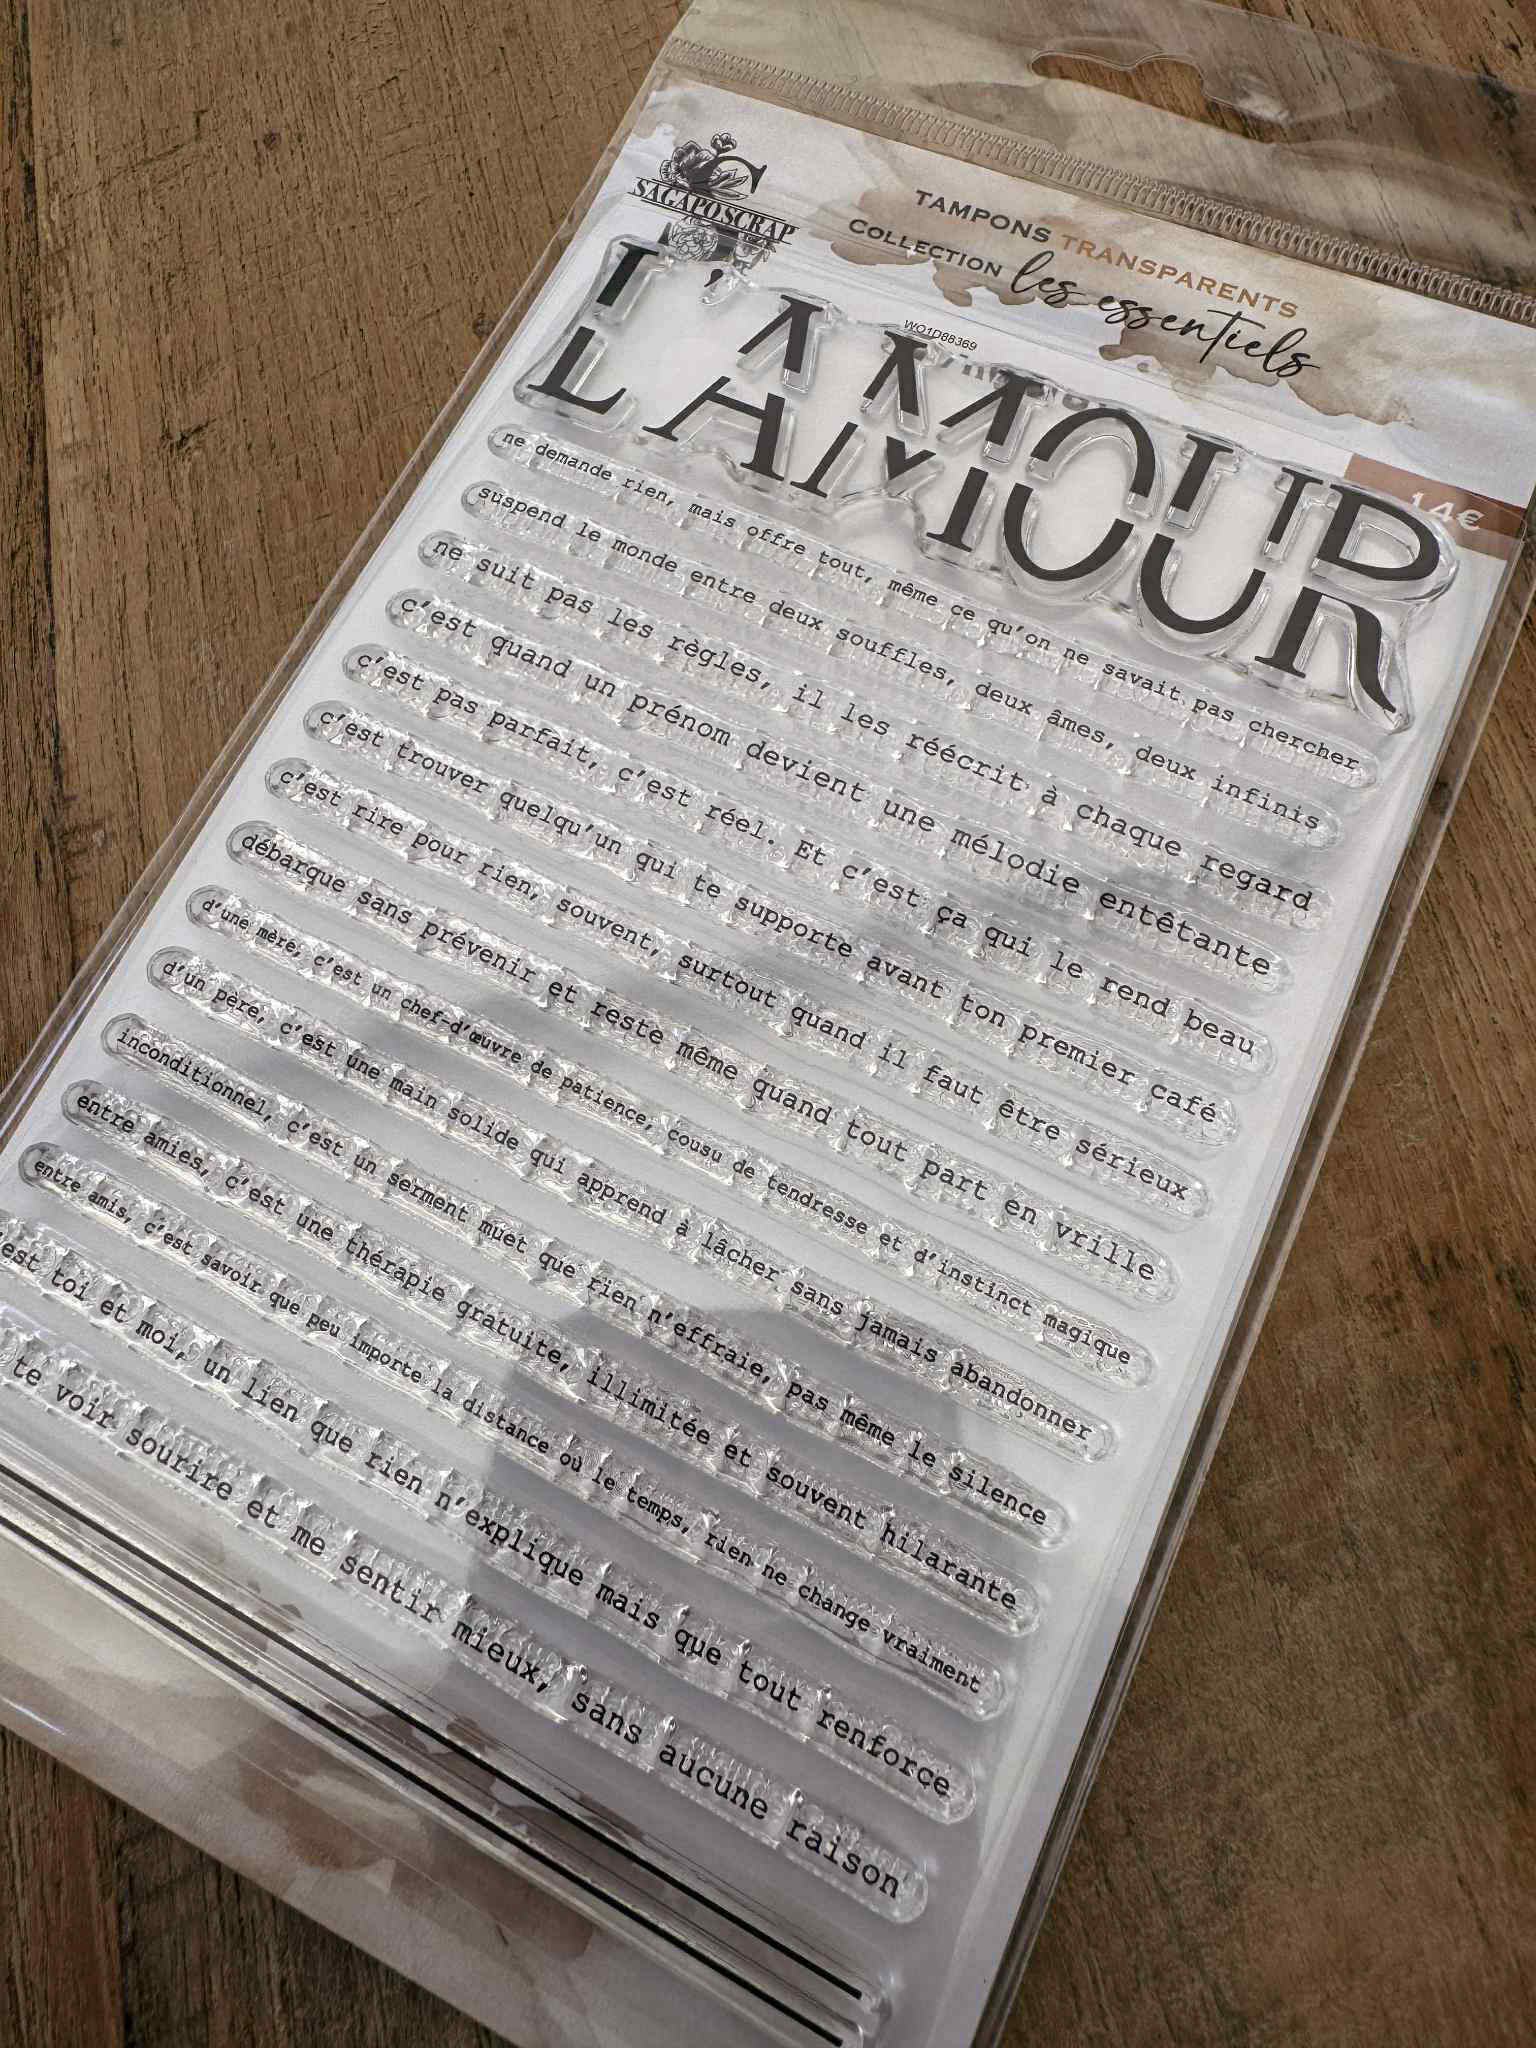 SAGAPO SCRAP
TAMPONS TRANSPARENTS
COLLECTION les essentiels
WO1D88369
14€
L'AMOUR
ne demande rien, mais offre tout, même ce qu'on ne savait pas chercher
suspend le monde entre deux souffles, deux âmes, deux infinis
ne suit pas les règles, il les réécrit à chaque regard
c'est quand un prénom devient une mélodie entêtante
c'est pas parfait, c'est réel. Et c'est ça qui le rend beau
c'est trouver quelqu'un qui te supporte avant ton premier café
c'est rire pour rien, souvent, surtout quand il faut être sérieux
débarque sans prévenir et reste même quand tout part en vrille
d'une mère, c'est un chef-d'œuvre de patience, cousu de tendresse et d'instinct magique
d'un père, c'est une main solide qui apprend à lâcher sans jamais abandonner
inconditionnel, c'est un serment muet que rien n'effraie, pas même le silence
entre amies, c'est une thérapie gratuite, illimitée et souvent hilarante
entre amis, c'est savoir que peu importe la distance où le temps, rien ne change vraiment
'est toi et moi, un lien que rien n'explique mais que tout renforce
te voir sourire et me sentir mieux, sans aucune raison